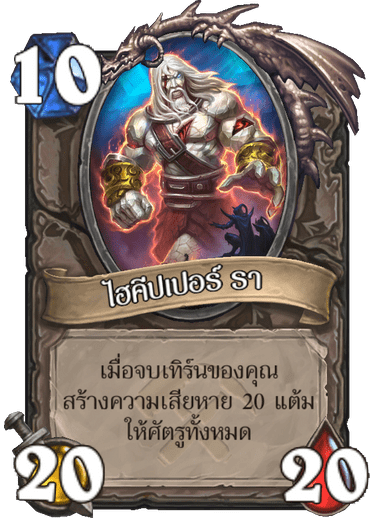 10
ไฮคีปเปอร์ รา
เมื่อจบเทิร์นของคุณ
สร้างความเสียหาย 20 แต้ม
ให้ศัตรูทั้งหมด
20
20